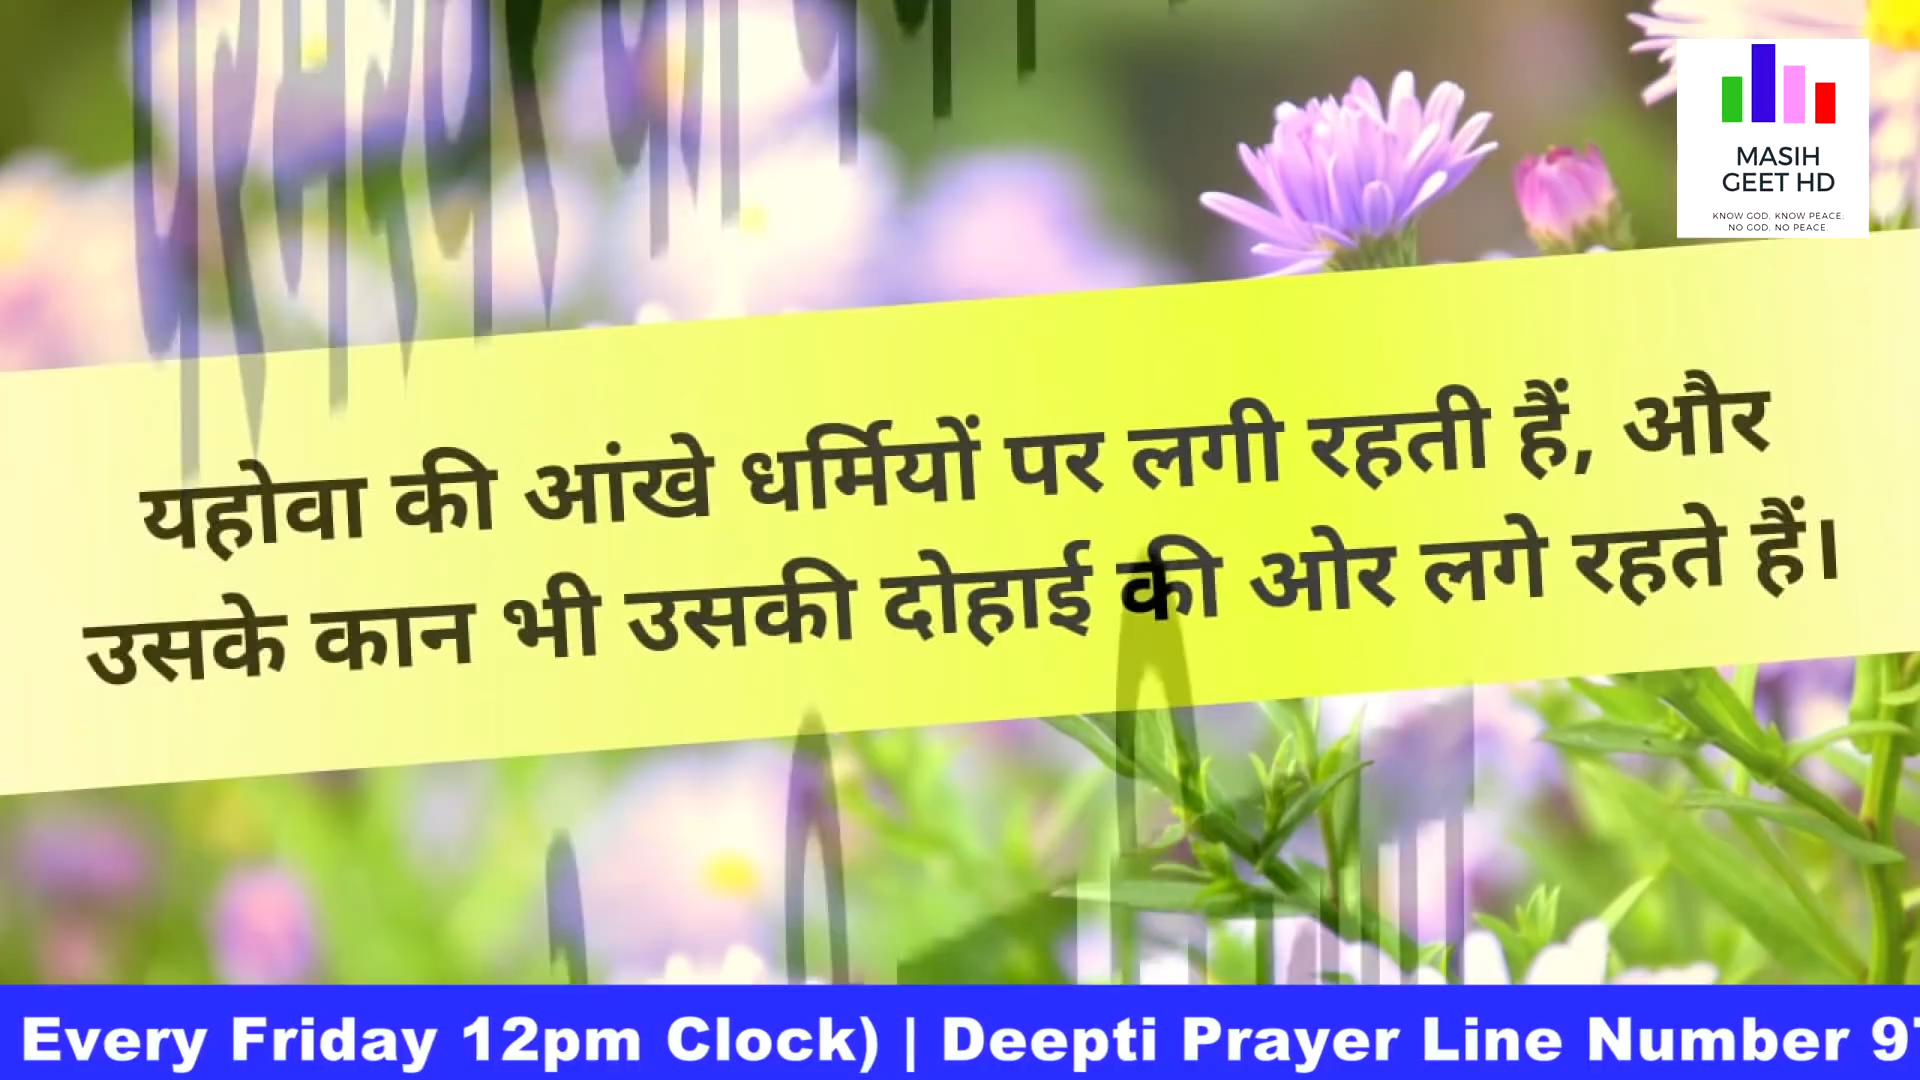 MASIH
GEET HD
KNOW GOD. KNOW PEACE.
NO GOD. NO PEACE.
यहोवा की आंखे धर्मियों पर लगी रहती हैं, और
उसके कान भी उसकी दोहाई की ओर लगे रहते हैं।
Every Friday 12pm Clock) | Deepti Prayer Line Number